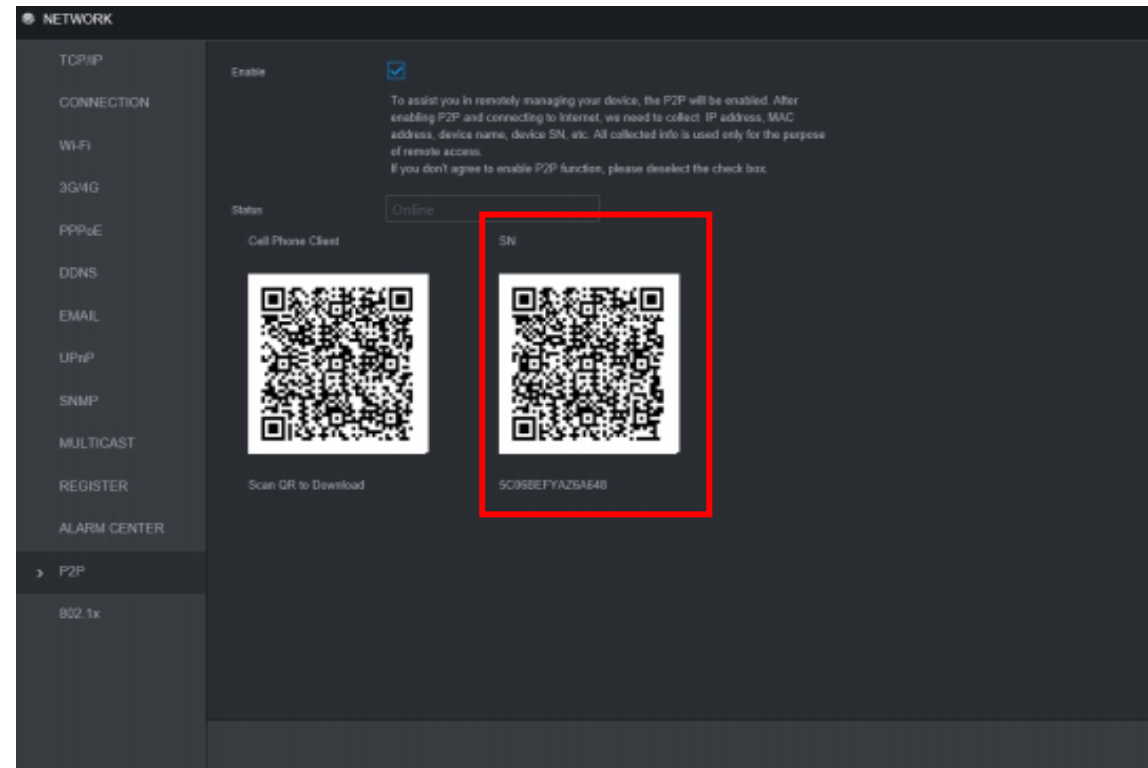 NETWORK
TCP/IP
CONNECTION
Wi-Fi
3G/4G
PPPoE
DDNS
EMAIL
UPnP
SNMP
MULTICAST
REGISTER
ALARM CENTER
P2P
802.1x
Enable
To assist you in remotely managing your device, the P2P will be enabled. After
enabling P2P and connecting to Internet, we need to collect IP address, MAC
address, device name, device SN, etc. All collected info is used only for the purpose
of remote access.
If you don't agree to enable P2P function, please deselect the check box.
Status
Online
Cell Phone Client
SN
Scan QR to Download